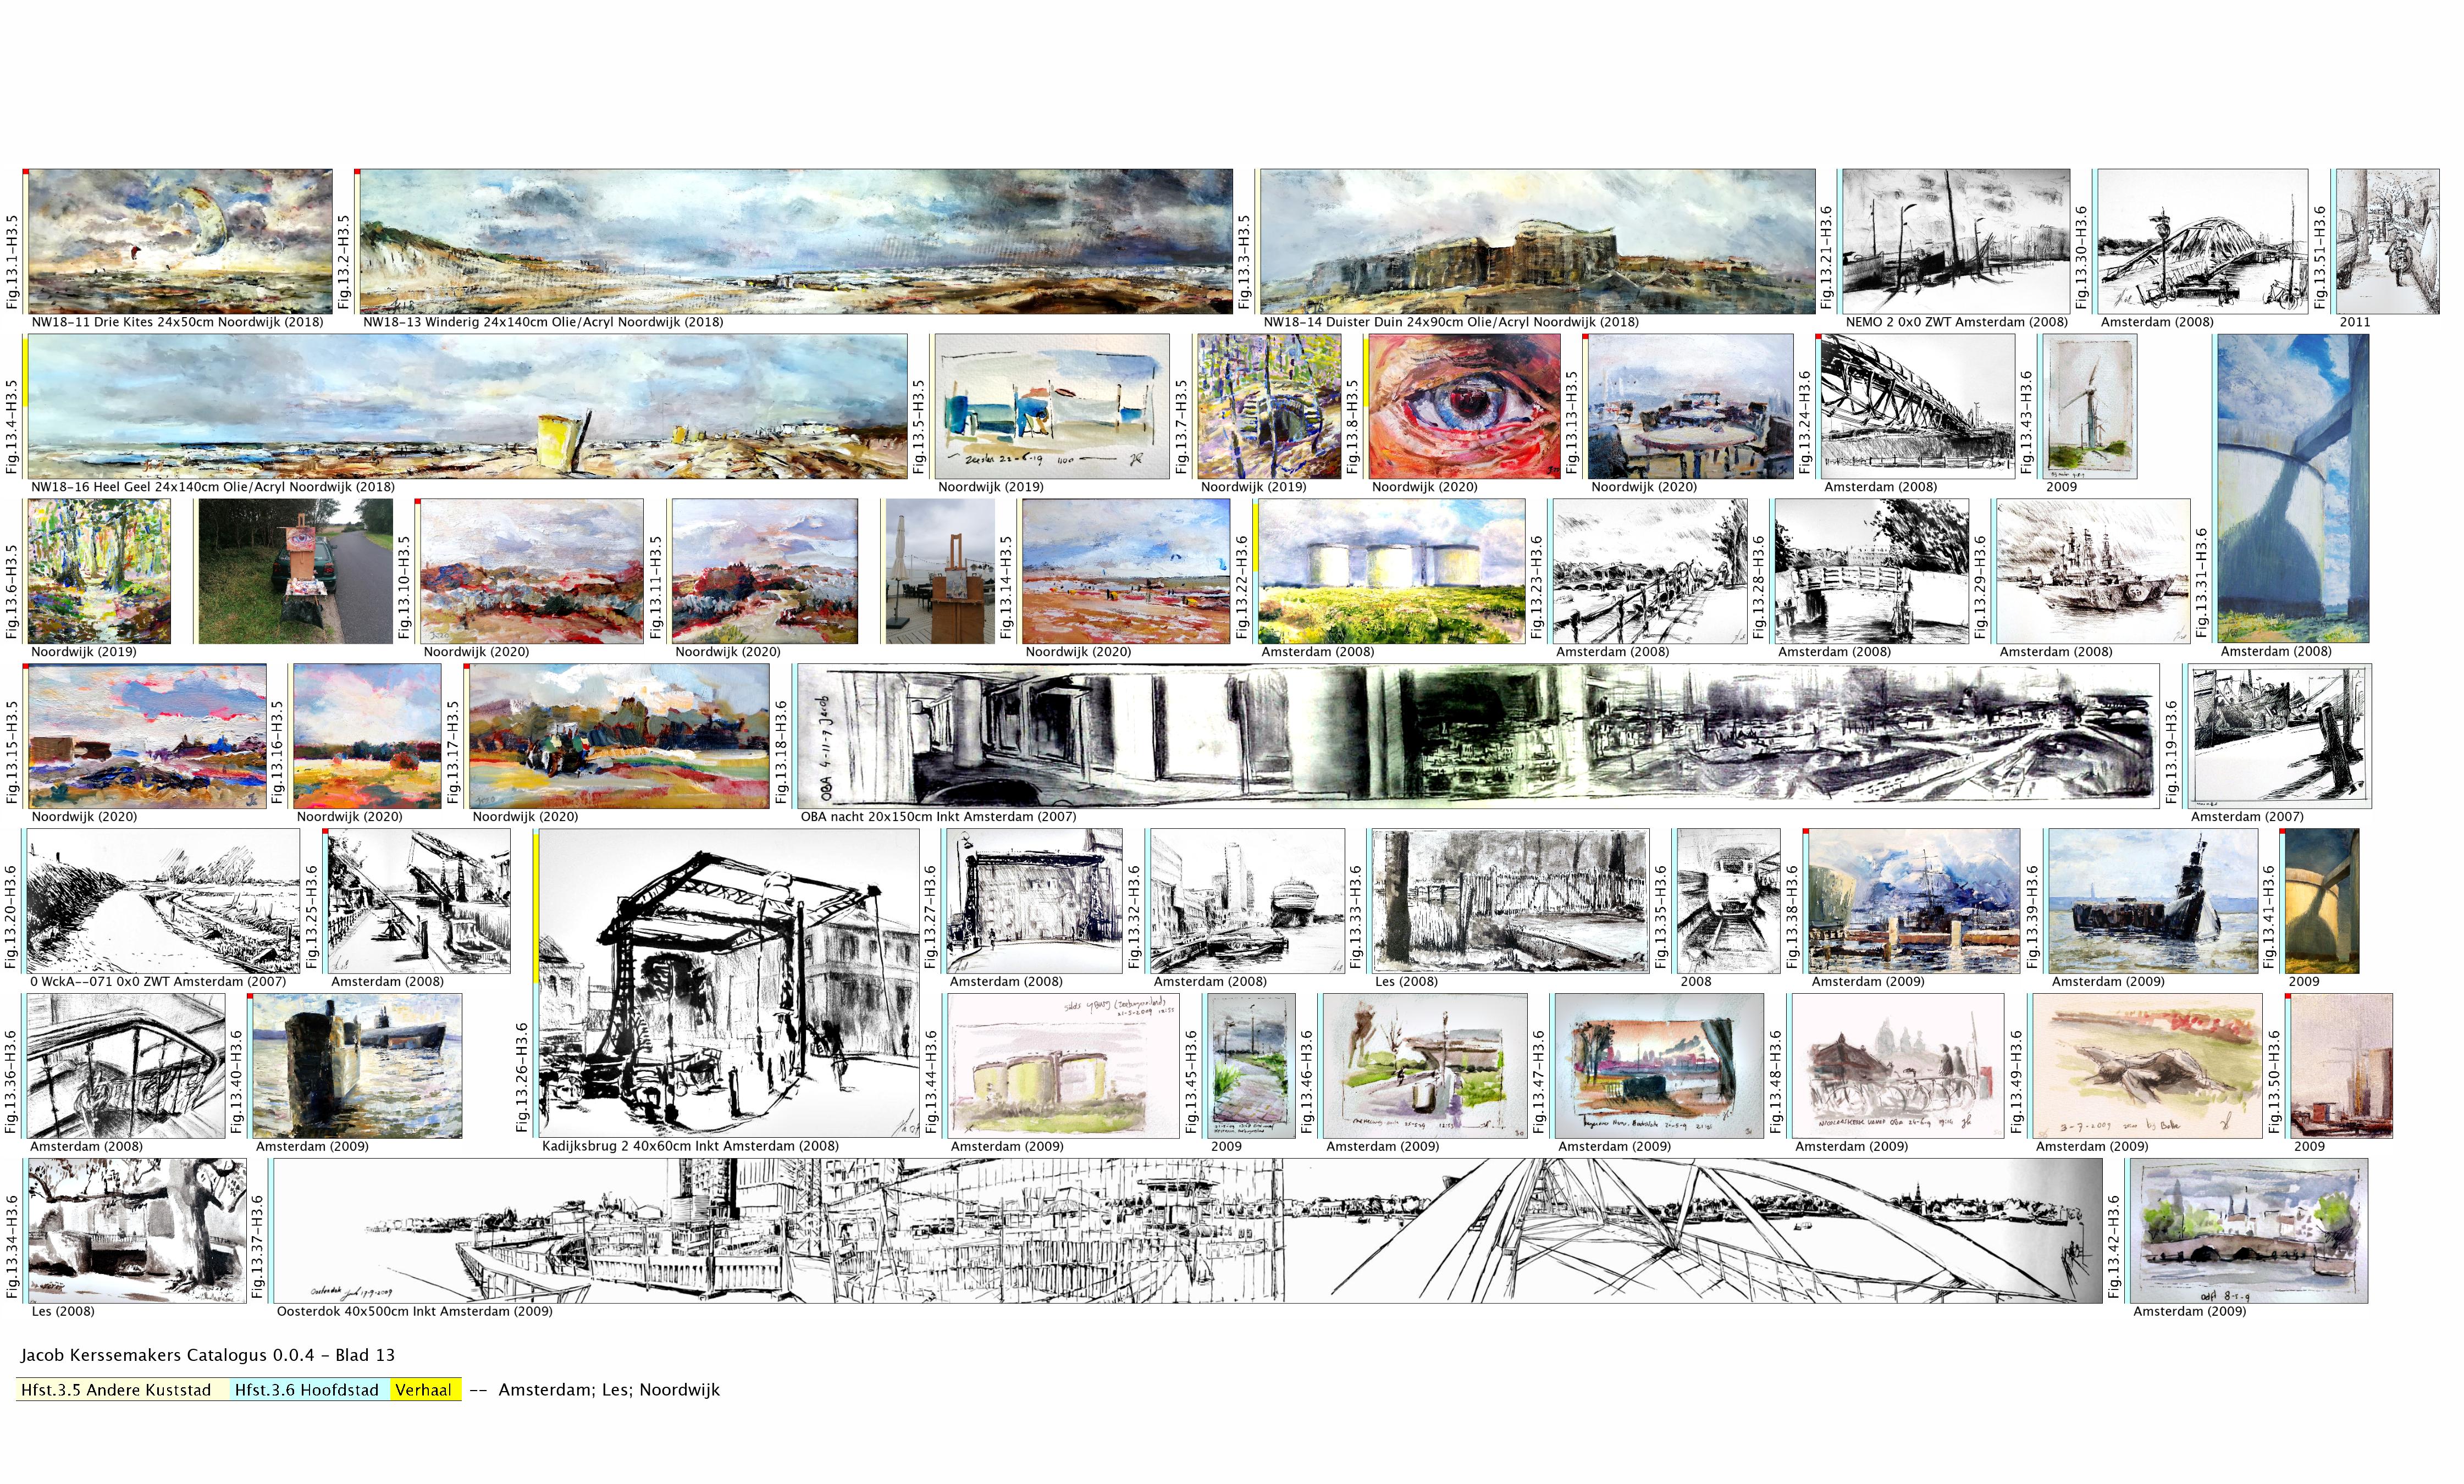 Fig.13.1-H3.5
NW18-11 Drie Kites 24x50cm Noordwijk (2018)
Fig.13.2-H3.5
NW18-13 Winderig 24x140cm Olie/Acryl Noordwijk (2018)
Fig.13.3-H3.5
NW18-14 Duister Duin 24x90cm Olie/Acryl Noordwijk (2018)
Fig.13.21-H3.6
NEMO 2 0x0 ZWT Amsterdam (2008)
Fig.13.30-H3.6
Amsterdam (2008)
Fig.13.51-H3.6
2011
Fig.13.4-H3.5
NW18-16 Heel Geel 24x140cm Olie/Acryl Noordwijk (2018)
Fig.13.5-H3.5
Noordwijk (2019)
Fig.13.7-H3.5
Noordwijk (2019)
Fig.13.8-H3.5
Noordwijk (2020)
Fig.13.13-H3.5
Noordwijk (2020)
Fig.13.24-H3.6
Amsterdam (2008)
Fig.13.43-H3.6
2009
Fig.13.6-H3.5
Noordwijk (2019)
Fig.13.10-H3.5
Noordwijk (2020)
Fig.13.11-H3.5
Noordwijk (2020)
Fig.13.14-H3.5
Noordwijk (2020)
Fig.13.22-H3.6
Amsterdam (2008)
Fig.13.23-H3.6
Amsterdam (2008)
Fig.13.28-H3.6
Amsterdam (2008)
Fig.13.29-H3.6
Amsterdam (2008)
Fig.13.31-H3.6
Amsterdam (2008)
Fig.13.15-H3.5
Noordwijk (2020)
Fig.13.16-H3.5
Noordwijk (2020)
Fig.13.17-H3.5
Noordwijk (2020)
Fig.13.18-H3.6
OBA 4-11-7 Jacob
OBA nacht 20x150cm Inkt Amsterdam (2007)
Fig.13.19-H3.6
Amsterdam (2007)
Fig.13.20-H3.6
0 WckA--071 0x0 ZWT Amsterdam (2007)
Fig.13.25-H3.6
Amsterdam (2008)
Fig.13.26-H3.6
Kadijksbrug 2 40x60cm Inkt Amsterdam (2008)
Fig.13.27-H3.6
Amsterdam (2008)
Fig.13.32-H3.6
Amsterdam (2008)
Fig.13.33-H3.6
Les (2008)
Fig.13.35-H3.6
2008
Fig.13.38-H3.6
Amsterdam (2009)
Fig.13.39-H3.6
Amsterdam (2009)
Fig.13.41-H3.6
2009
Fig.13.36-H3.6
Amsterdam (2008)
Fig.13.40-H3.6
Amsterdam (2009)
Fig.13.44-H3.6
Amsterdam (2009)
Fig.13.45-H3.6
2009
Fig.13.46-H3.6
Amsterdam (2009)
Fig.13.47-H3.6
Amsterdam (2009)
Fig.13.48-H3.6
Amsterdam (2009)
Fig.13.49-H3.6
3-7-2009
Amsterdam (2009)
Fig.13.50-H3.6
2009
Fig.13.34-H3.6
Les (2008)
Fig.13.37-H3.6
Oosterdok
Oosterdok 40x500cm Inkt Amsterdam (2009)
Fig.13.42-H3.6
Amsterdam (2009)
Jacob Kerssemakers Catalogus 0.0.4 - Blad 13
Hfst.3.5 Andere Kuststad Hfst.3.6 Hoofdstad Verhaal -- Amsterdam; Les; Noordwijk